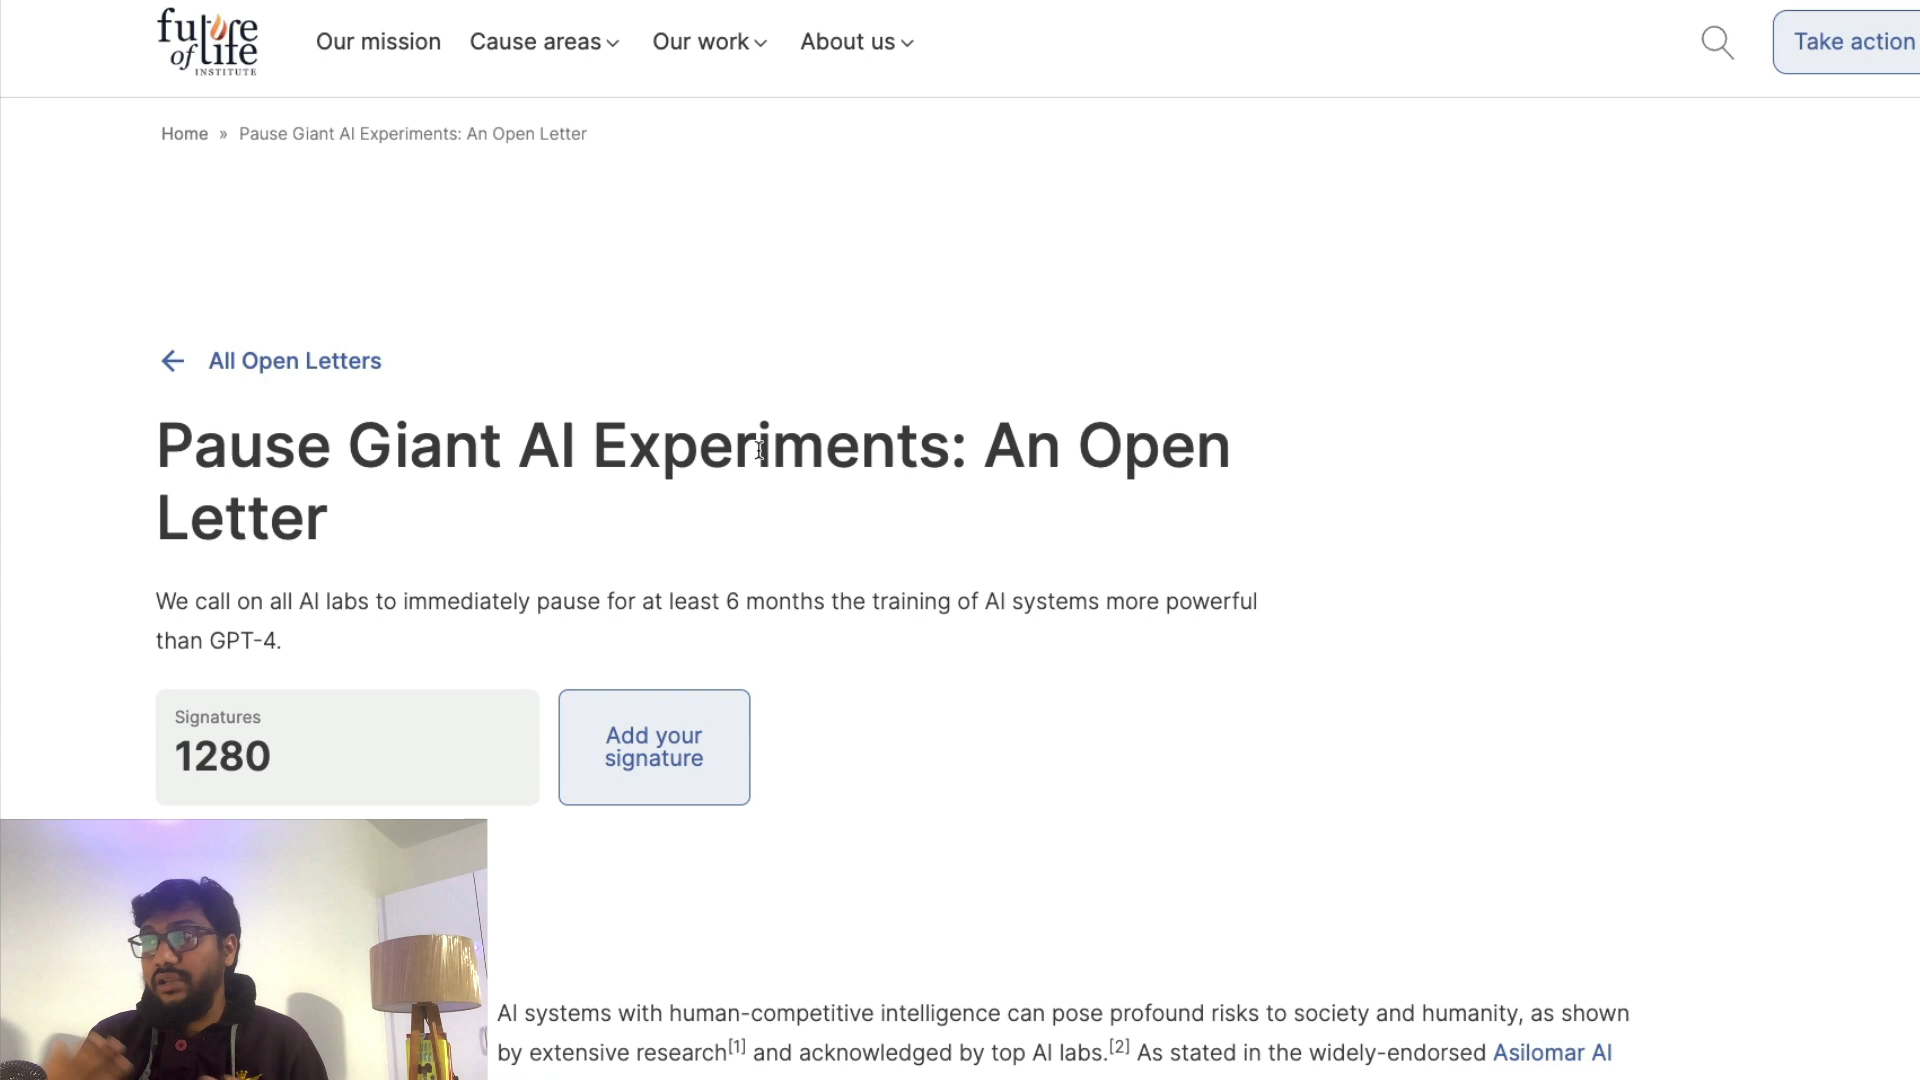 future
of life
INSTITUTE
Our mission
Cause areas
Our work
About us
Take action
Home » Pause Giant AI Experiments: An Open Letter
← All Open Letters
Pause Giant AI Experiments: An Open
Letter
We call on all AI labs to immediately pause for at least 6 months the training of AI systems more powerful
than GPT-4.
Signatures
1280
Add your
signature
AI systems with human-competitive intelligence can pose profound risks to society and humanity, as shown
by extensive research[1] and acknowledged by top AI labs.[2] As stated in the widely-endorsed Asilomar AI